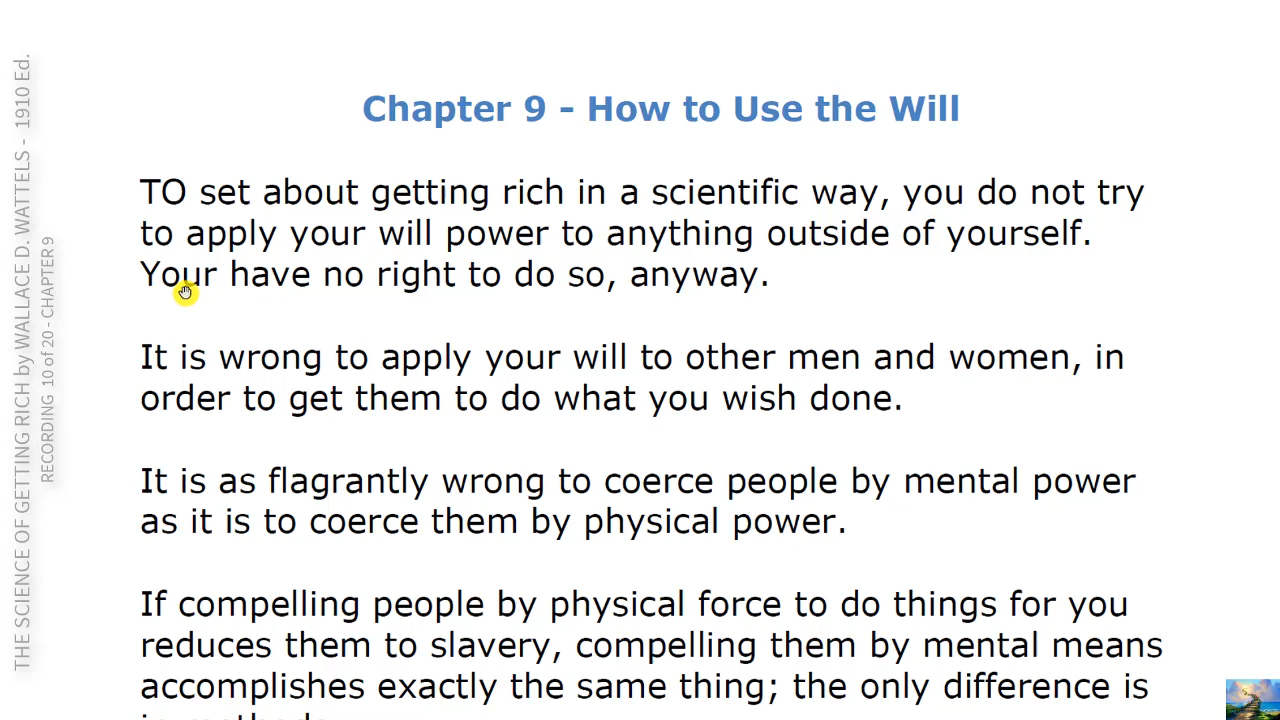 THE SCIENCE OF GETTING RICH by WALLACE D. WATTELS - 1910 Ed.
RECORDING 10 of 20 - CHAPTER 9
Chapter 9 - How to Use the Will
TO set about getting rich in a scientific way, you do not try
to apply your will power to anything outside of yourself.
Your have no right to do so, anyway.
It is wrong to apply your will to other men and women, in
order to get them to do what you wish done.
It is as flagrantly wrong to coerce people by mental power
as it is to coerce them by physical power.
If compelling people by physical force to do things for you
reduces them to slavery, compelling them by mental means
accomplishes exactly the same thing; the only difference is